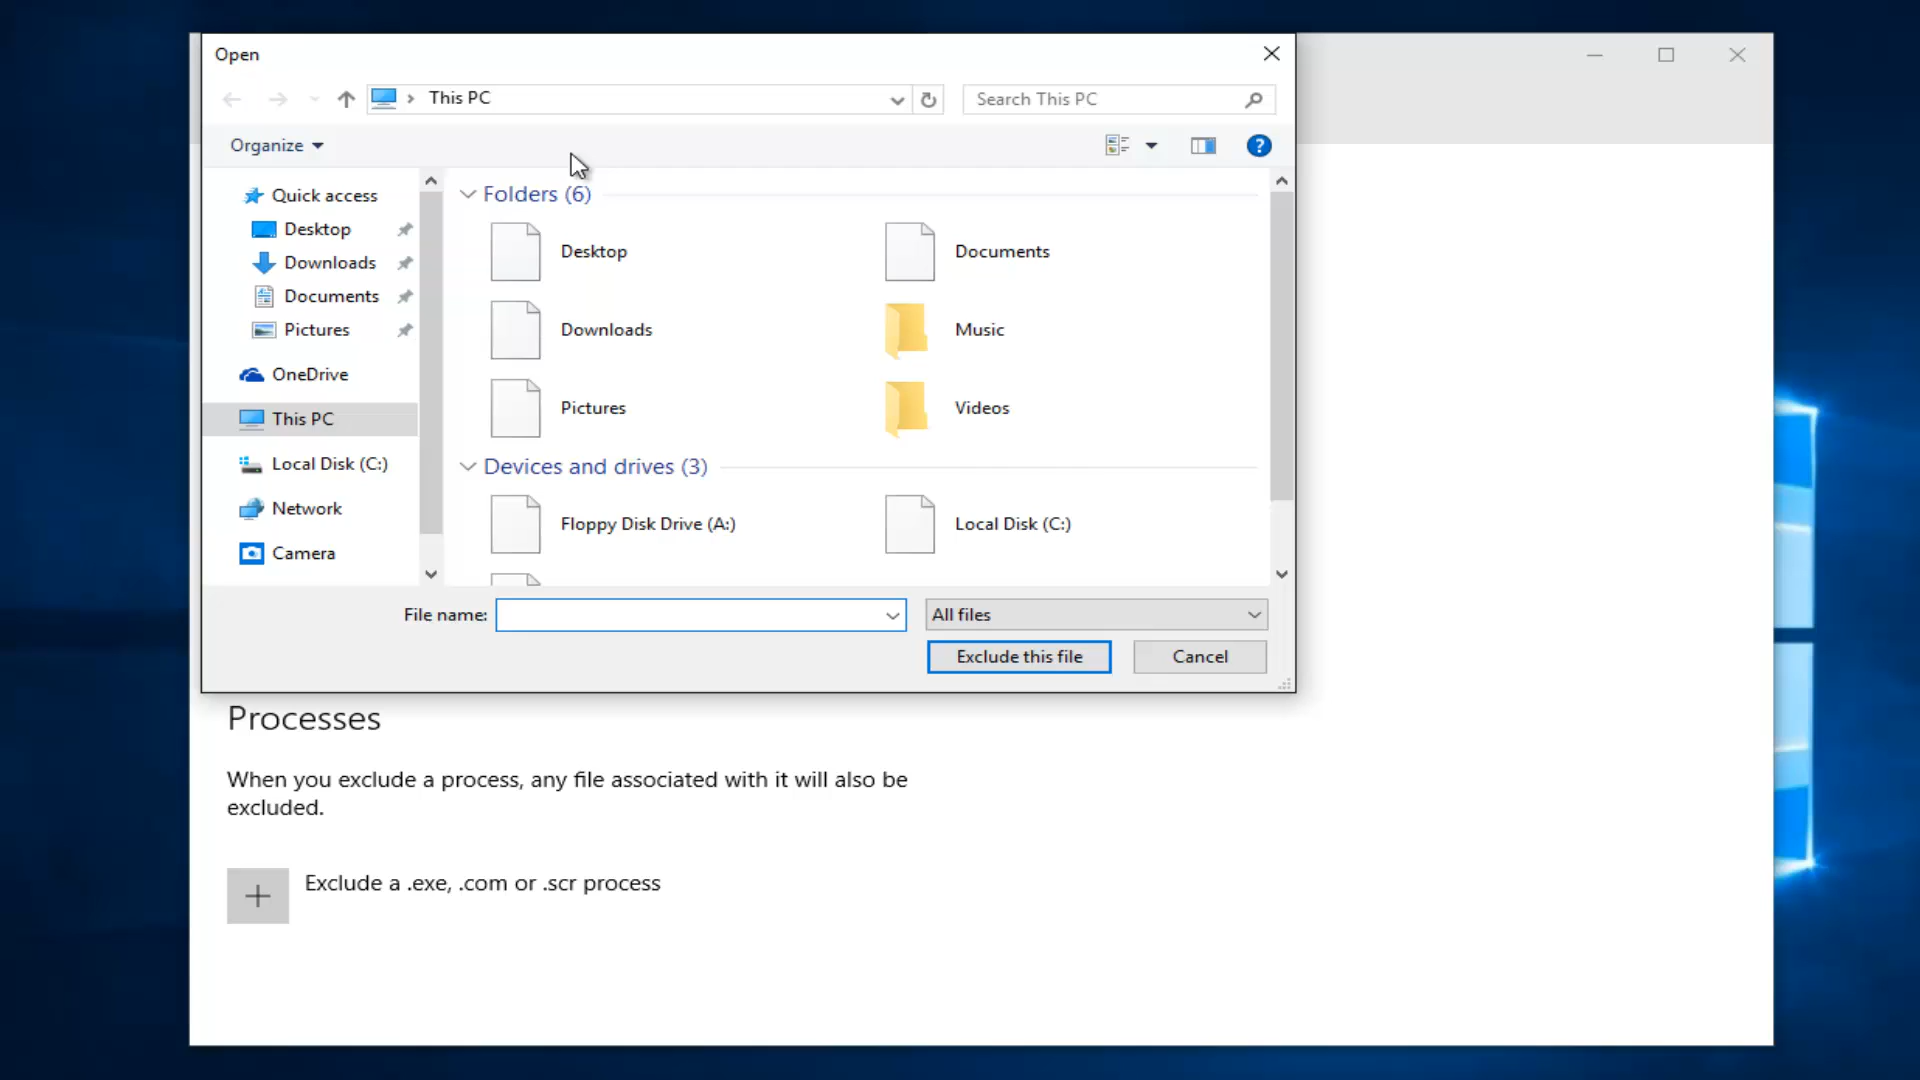 Open
This PC
Search This PC
Organize
?
Quick access
Desktop
Downloads
Documents
Pictures
OneDrive
This PC
Local Disk (C:)
Network
Camera
Folders (6)
Desktop
Documents
Downloads
Music
Pictures
Videos
Devices and drives (3)
Floppy Disk Drive (A:)
Local Disk (C:)
File name:
All files
Exclude this file
Cancel
Processes
When you exclude a process, any file associated with it will also be
excluded.
Exclude a .exe, .com or .scr process